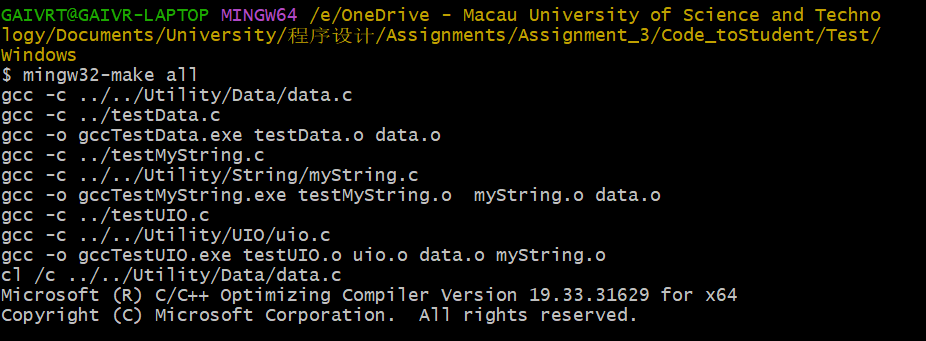 GAIVRT@GAIVR-LAPTOP MINGW64 /e/OneDrive - Macau University of Science and Techno
logy/Documents/University/程序设计/Assignments/Assignment_3/Code_toStudent/Test/
Windows
$ mingw32-make all
gcc -c ../../Utility/Data/data.c
gcc -c ../testData.c
gcc -o gccTestData.exe testData.o data.o
gcc -c ../testMyString.c
gcc -c ../../Utility/String/myString.c
gcc -o gccTestMyString.exe testMyString.o  myString.o data.o
gcc -c ../testUIO.c
gcc -c ../../Utility/UIO/uio.c
gcc -o gccTestUIO.exe testUIO.o uio.o data.o myString.o
cl /c ../../Utility/Data/data.c
Microsoft (R) C/C++ Optimizing Compiler Version 19.33.31629 for x64
Copyright (C) Microsoft Corporation.  All rights reserved.